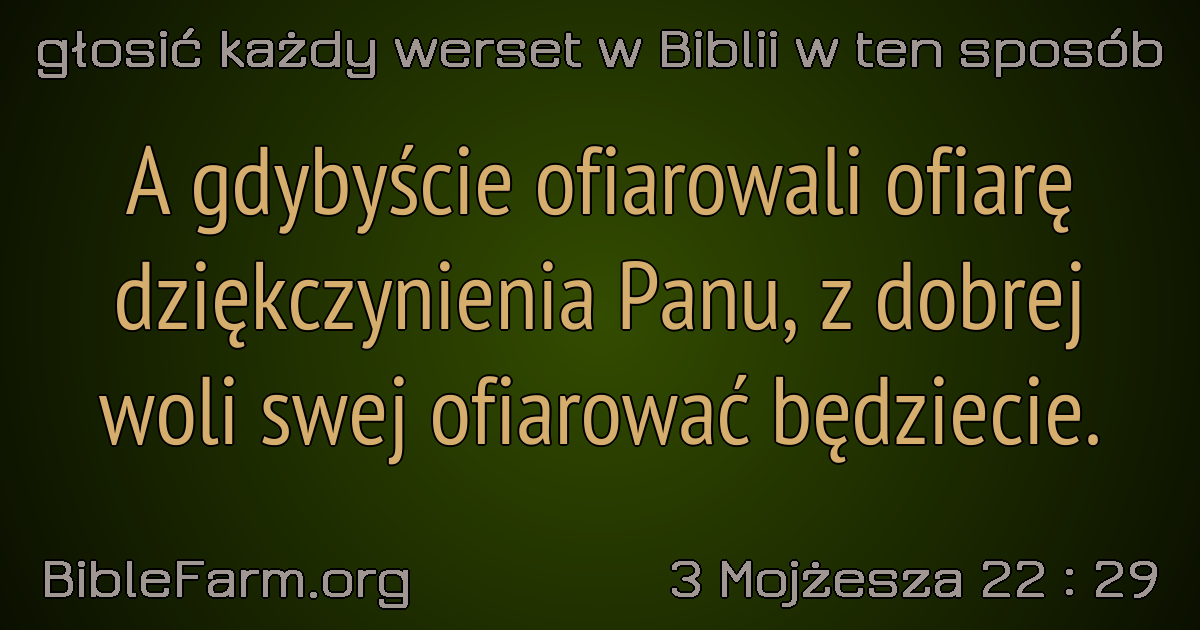 głosić każdy werset w Biblii w ten sposób
A gdybyście ofiarowali ofiarę
dziękczynienia Panu, z dobrej
woli swej ofiarować będziecie.
BibleFarm.org
3 Mojżesza 22 : 29